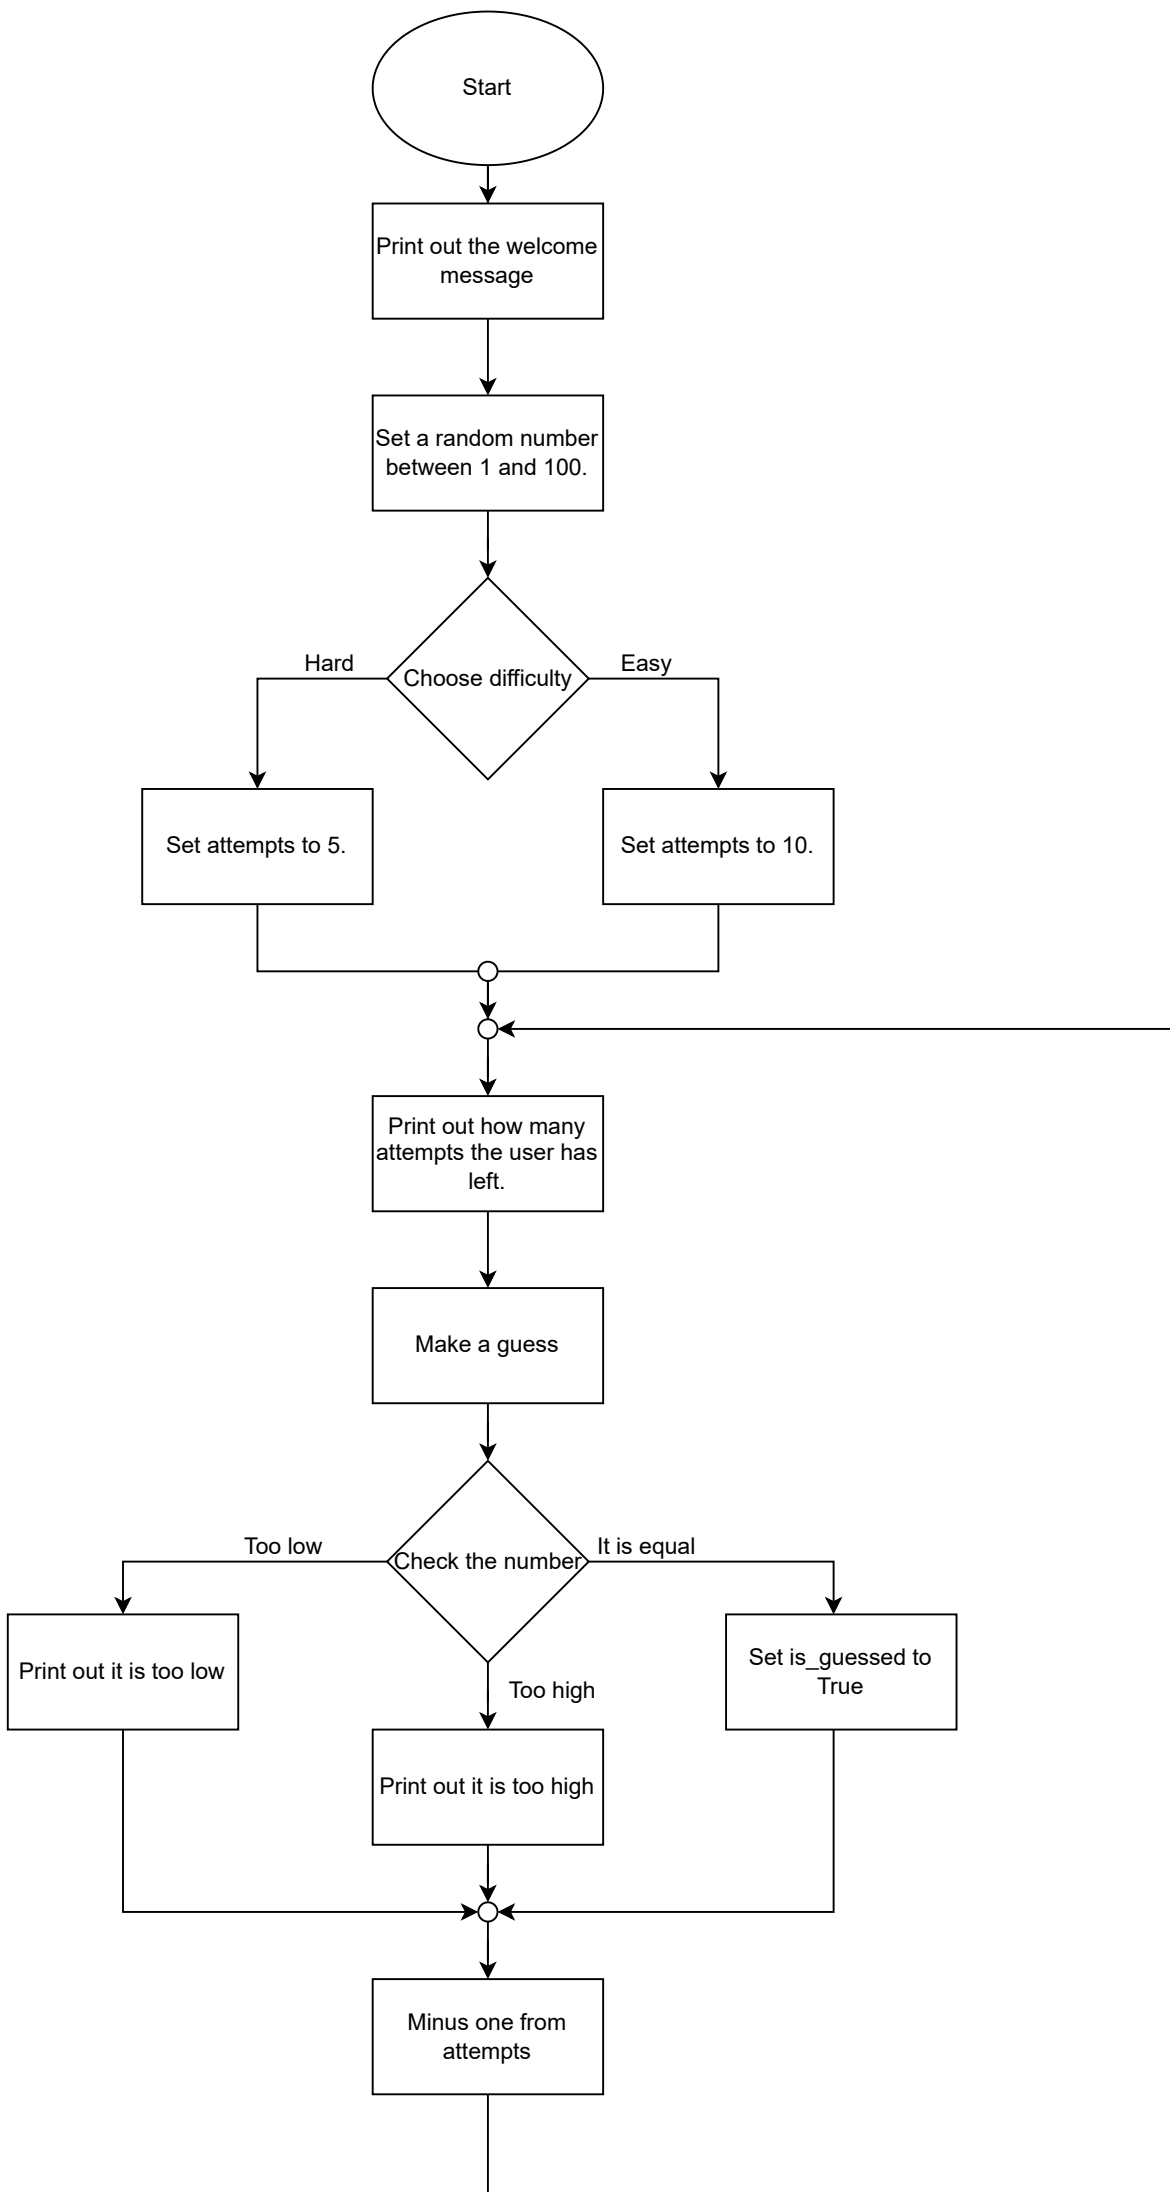 Start
Print out the welcome
message
Set a random number
between 1 and 100.
Hard
Easy
Choose difficulty
Set attempts to 5.
Set attempts to 10.
Print out how many
attempts the user has
left.
Make a guess
Too low
It is equal
Check the number
Print out it is too low
Set is_guessed to
True
Too high
Print out it is too high
Minus one from
attempts